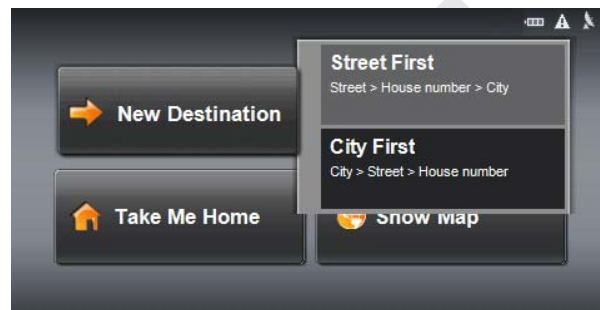 Street First
Street > House number > City
New Destination
City First
City > Street > House number
Take Me Home
Show Map